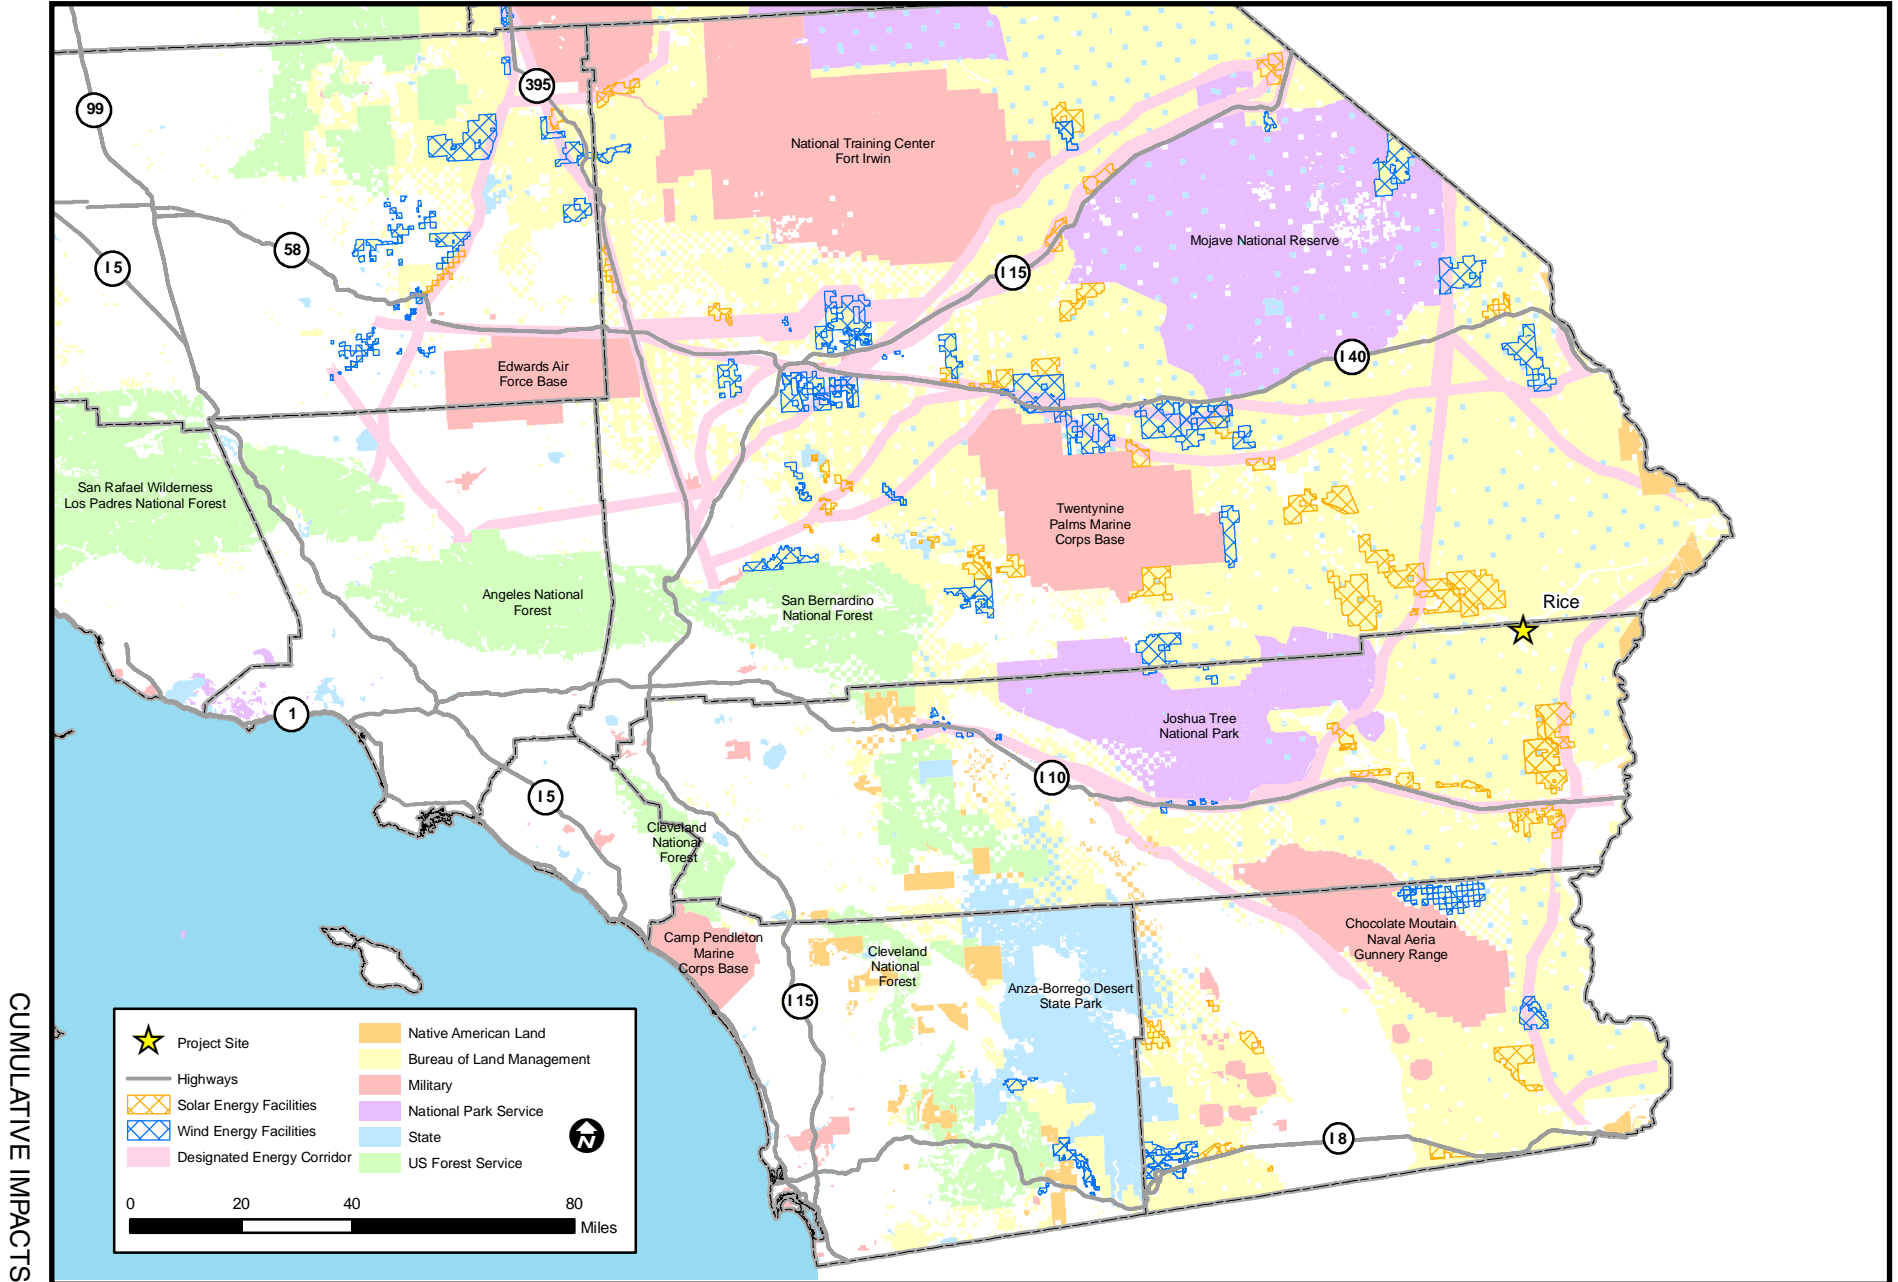 395
99
National Training Center
Fort Irwin
Mojave National Reserve
58
I 5
I 15
I 40
Edwards Air
Force Base
San Rafael Wilderness
Los Padres National Forest
Twentynine
Palms Marine
Corps Base
Angeles National
Forest
San Bernardino
National Forest
Rice
1
Joshua Tree
National Park
I 10
I 5
Cleveland
National
Forest
Camp Pendleton
Marine
Corps Base
Cleveland
National
Forest
Chocolate Moutain
Naval Aeria
Gunnery Range
Anza-Borrego Desert
State Park
I 15
I 8
Project Site
Highways
Solar Energy Facilities
Wind Energy Facilities
Designated Energy Corridor
Native American Land
Bureau of Land Management
Military
National Park Service
State
US Forest Service
N
0 20 40 80
Miles
CUMULATIVE IMPACTS